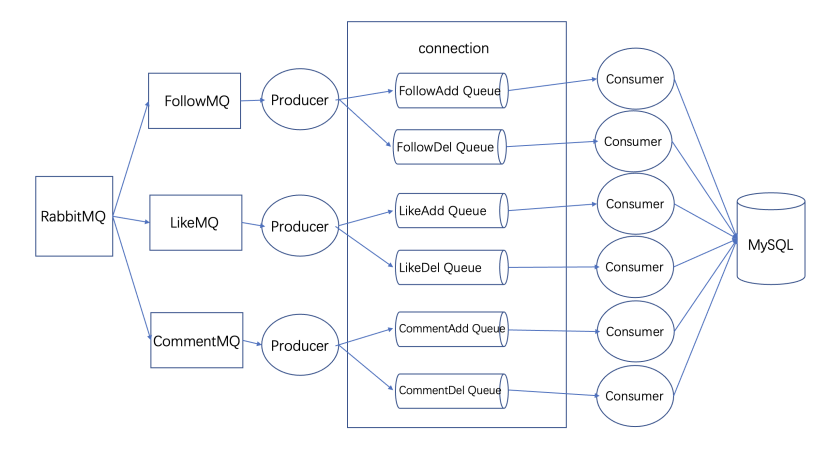 connection
FollowMQ
Producer
FollowAdd Queue
Consumer
FollowDel Queue
Consumer
RabbitMQ
LikeMQ
Producer
LikeAdd Queue
Consumer
LikeDel Queue
Consumer
MySQL
CommentMQ
Producer
CommentAdd Queue
Consumer
CommentDel Queue
Consumer